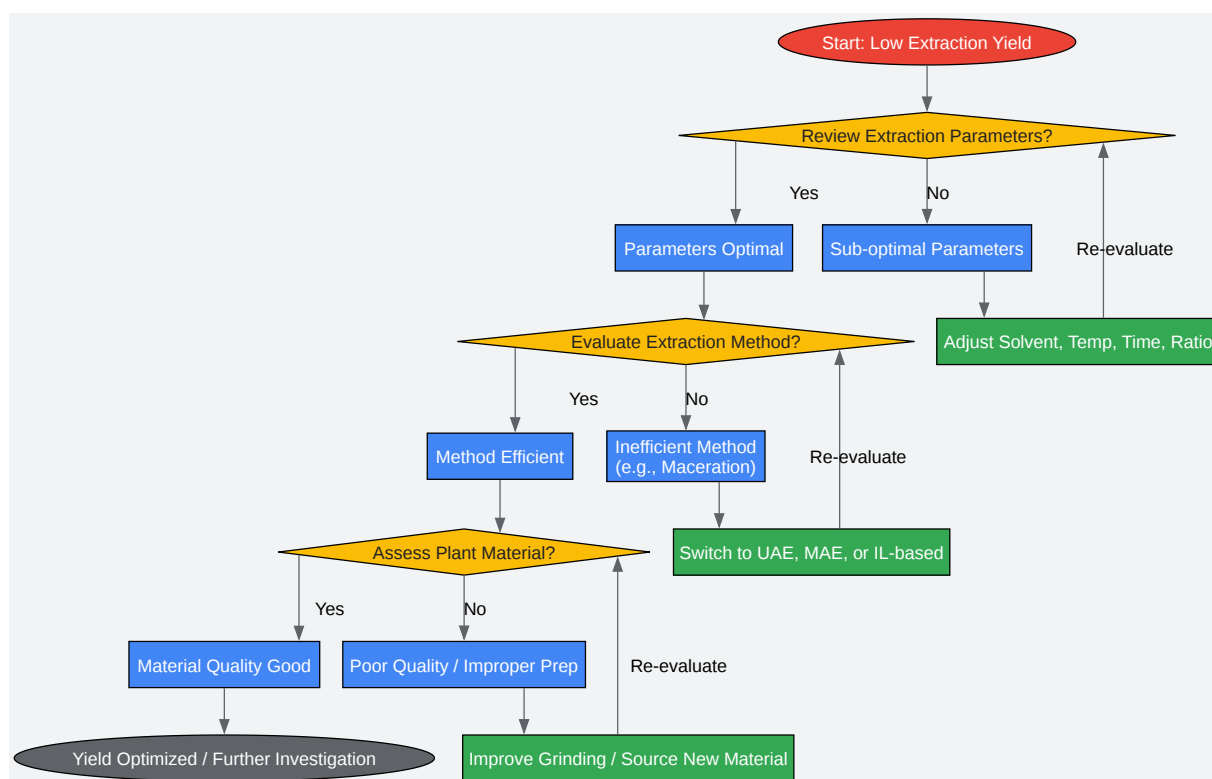 Start: Low Extraction Yield
Review Extraction Parameters?
Yes
No
Parameters Optimal
Sub-optimal Parameters
Re-evaluate
Adjust Solvent, Temp, Time, Ratio
Evaluate Extraction Method?
Yes
No
Method Efficient
Inefficient Method
(e.g., Maceration)
Re-evaluate
Switch to UAE, MAE, or IL-based
Assess Plant Material?
Yes
No
Material Quality Good
Poor Quality / Improper Prep
Re-evaluate
Yield Optimized / Further Investigation
Improve Grinding / Source New Material